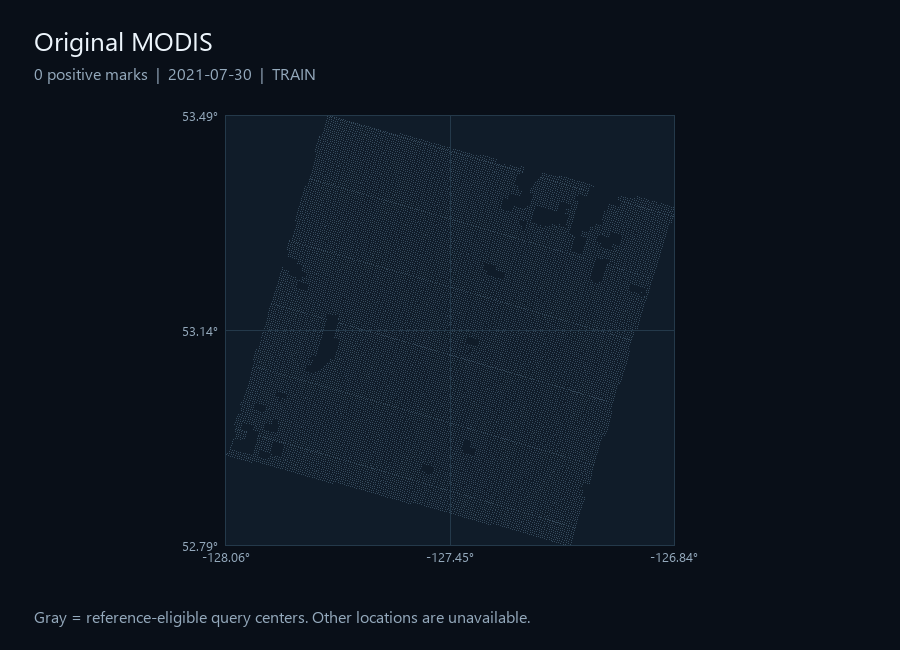 Original MODIS
0 positive marks | 2021-07-30 | TRAIN
53.49°
53.14°
52.79°
-128.06°
-127.45°
-126.84°
Gray = reference-eligible query centers. Other locations are unavailable.